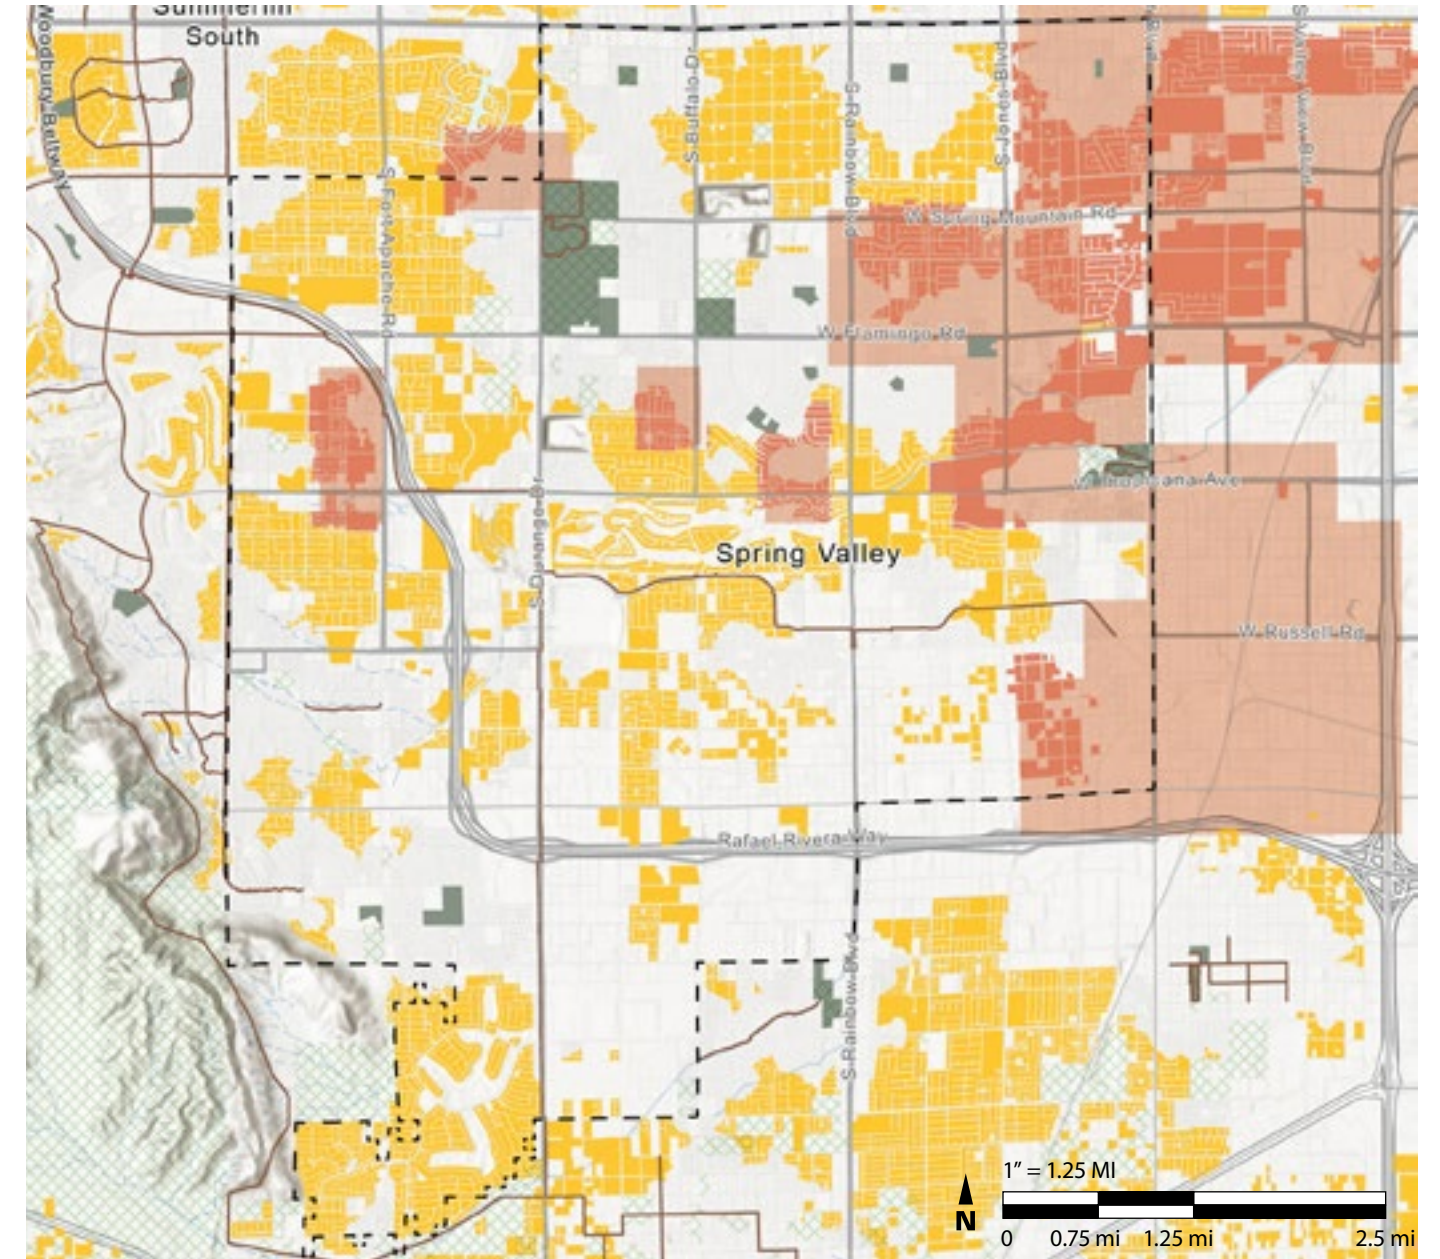 Summerlin
South
Woodbury Beltway
S Buffalo Dr
S Rainbow Blvd
S Jones Blvd
S Valley View Blvd
S Fort Apache Rd
W Spring Mountain Rd
W Flamingo Rd
W Tropicana Ave
S Durango Dr
Spring Valley
W Russell Rd
Rafael Rivera Way
S Rainbow Blvd
1” = 1.25 MI
N
0 0.75 mi 1.25 mi 2.5 mi